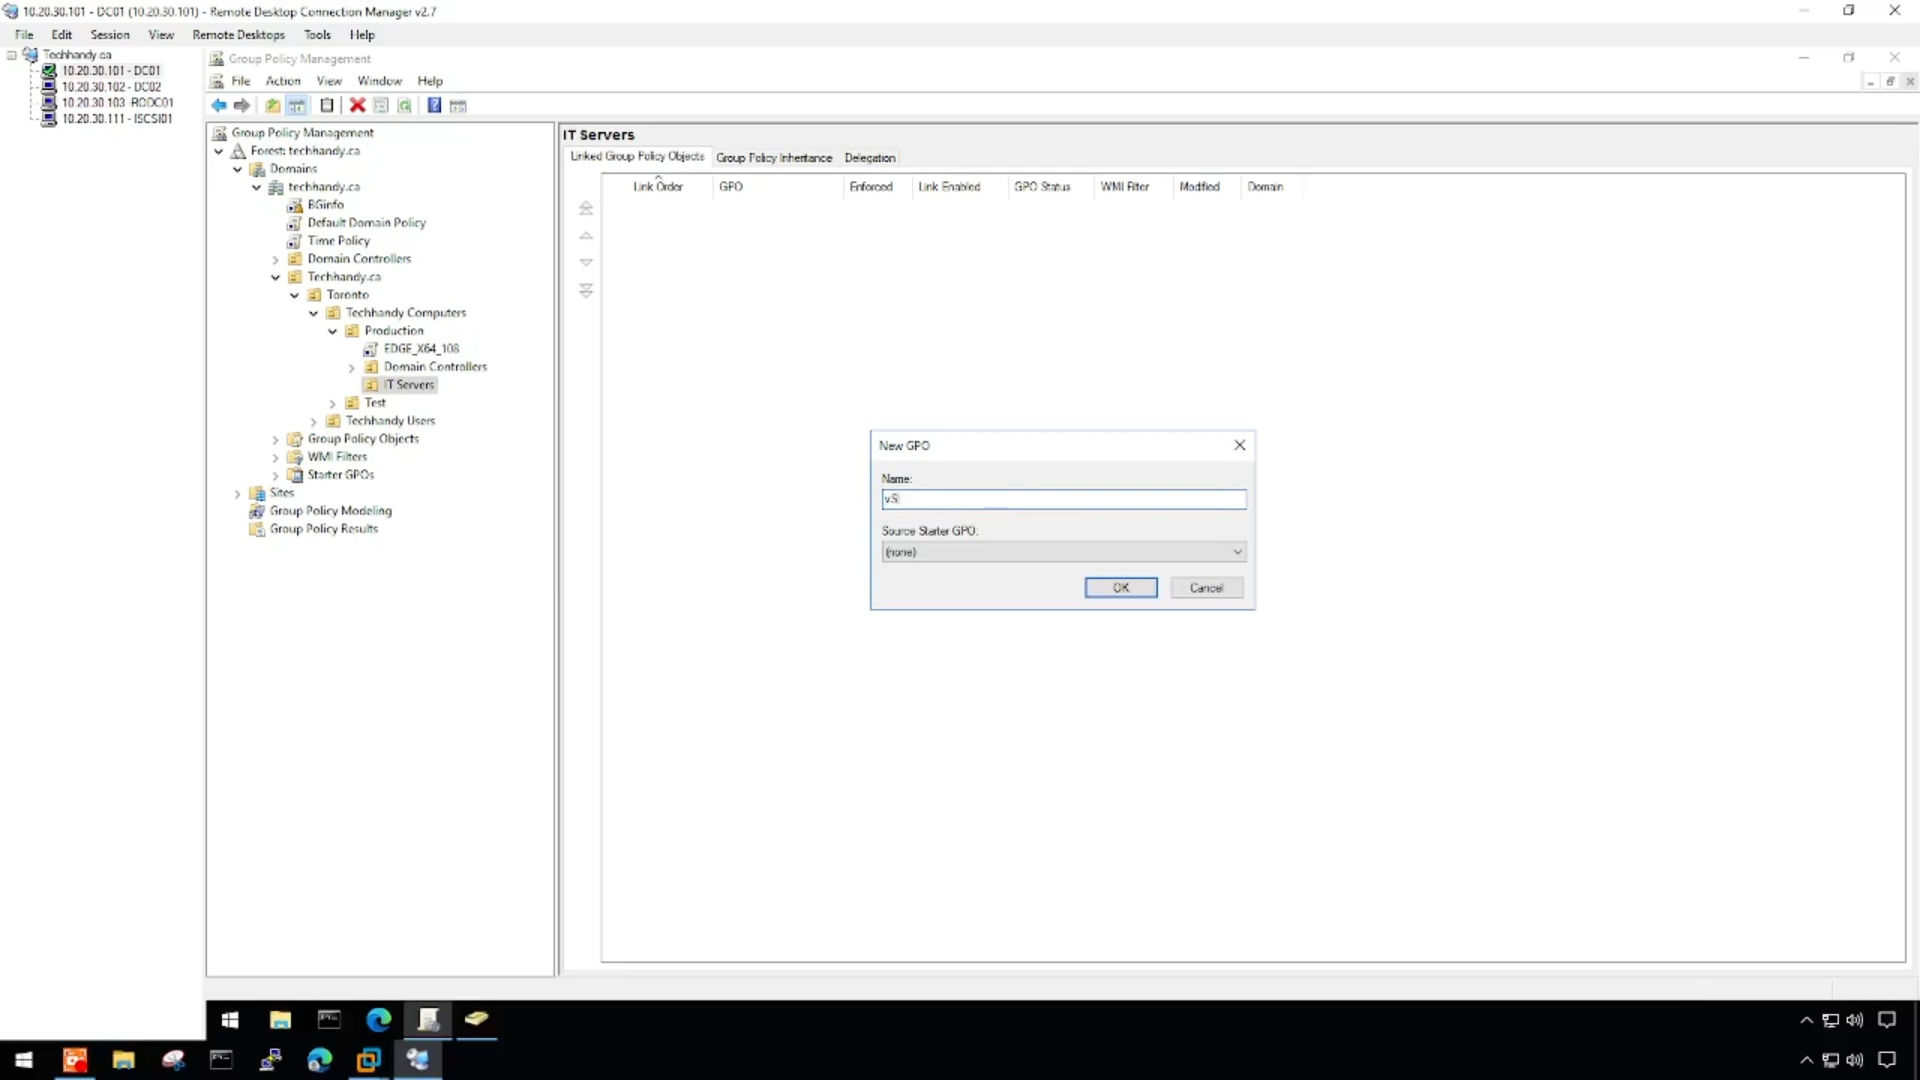 10.20.30.101 - DC01 (10.20.30.101) - Remote Desktop Connection Manager v2.7
File Edit Session View Remote Desktops Tools Help
Techhandy.ca
10.20.30.101 - DC01
10.20.30.102 - DC02
10.20.30.103 -RODC01
10.20.30.111 - ISCSI01
Group Policy Management
File Action View Window Help
Group Policy Management
Forest: techhandy.ca
Domains
techhandy.ca
BGinfo
Default Domain Policy
Time Policy
Domain Controllers
Techhandy.ca
Toronto
Techhandy Computers
Production
EDGE_X64_108
Domain Controllers
IT Servers
Test
Techhandy Users
Group Policy Objects
WMI Filters
Starter GPOs
Sites
Group Policy Modeling
Group Policy Results
IT Servers
Linked Group Policy Objects Group Policy Inheritance Delegation
Link Order GPO Enforced Link Enabled GPO Status WMI Filter Modified Domain
New GPO
Name:
vS
Source Starter GPO:
(none)
OK Cancel